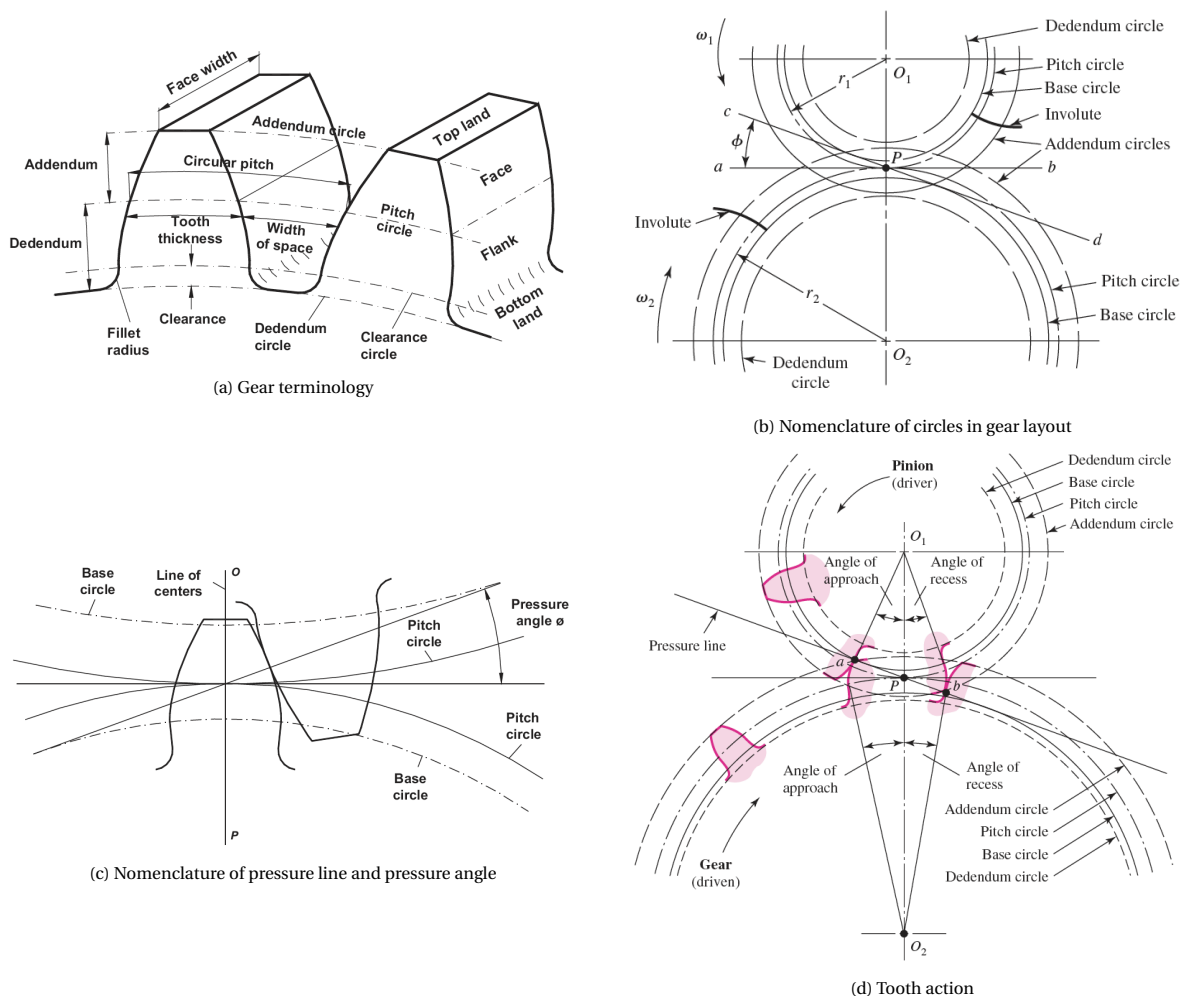 Face width
Addendum circle
Top land
Addendum
Circular pitch
Face
Tooth
thickness
Width
of space
Pitch
circle
Dedendum
Flank
Clearance
Bottom
land
Fillet
radius
Dedendum
circle
Clearance
circle
(a) Gear terminology
ω1
Dedendum circle
Pitch circle
O1
r1
Base circle
c
Involute
ϕ
Addendum circles
P
a
b
Involute
d
Pitch circle
r2
ω2
Base circle
O2
Dedendum
circle
(b) Nomenclature of circles in gear layout
Base
circle
Line of
centers
O
Pressure
angle ø
Pitch
circle
Pitch
circle
Base
circle
P
(c) Nomenclature of pressure line and pressure angle
Pinion
(driver)
Dedendum circle
Base circle
Pitch circle
Addendum circle
O1
Angle of
approach
Angle of
recess
Pressure line
a
P
b
Angle of
approach
Angle of
recess
Addendum circle
Pitch circle
Base circle
Dedendum circle
Gear
(driven)
O2
(d) Tooth action